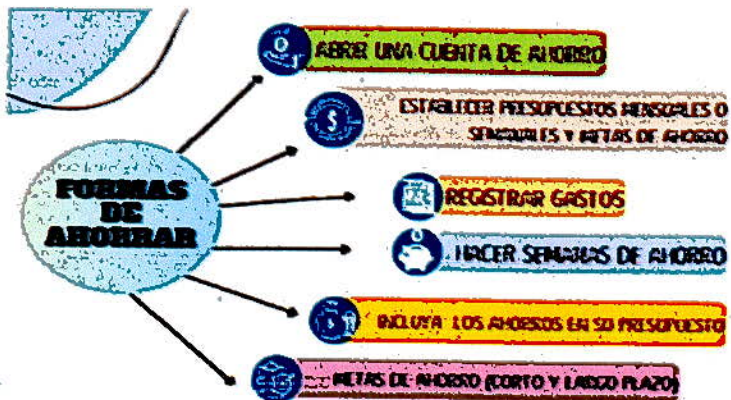 ABRIR UNA CUENTA DE AHORRO
ESTABLECER PRESUPUESTOS MENSUALES O
SEMANALES Y METAS DE AHORRO
FORMAS
DE
AHORRAR
REGISTRAR GASTOS
HACER SEMANAS DE AHORRO
INCLUYA LOS AHORROS EN SU PRESUPUESTO
METAS DE AHORRO (CORTO Y LARGO PLAZO)